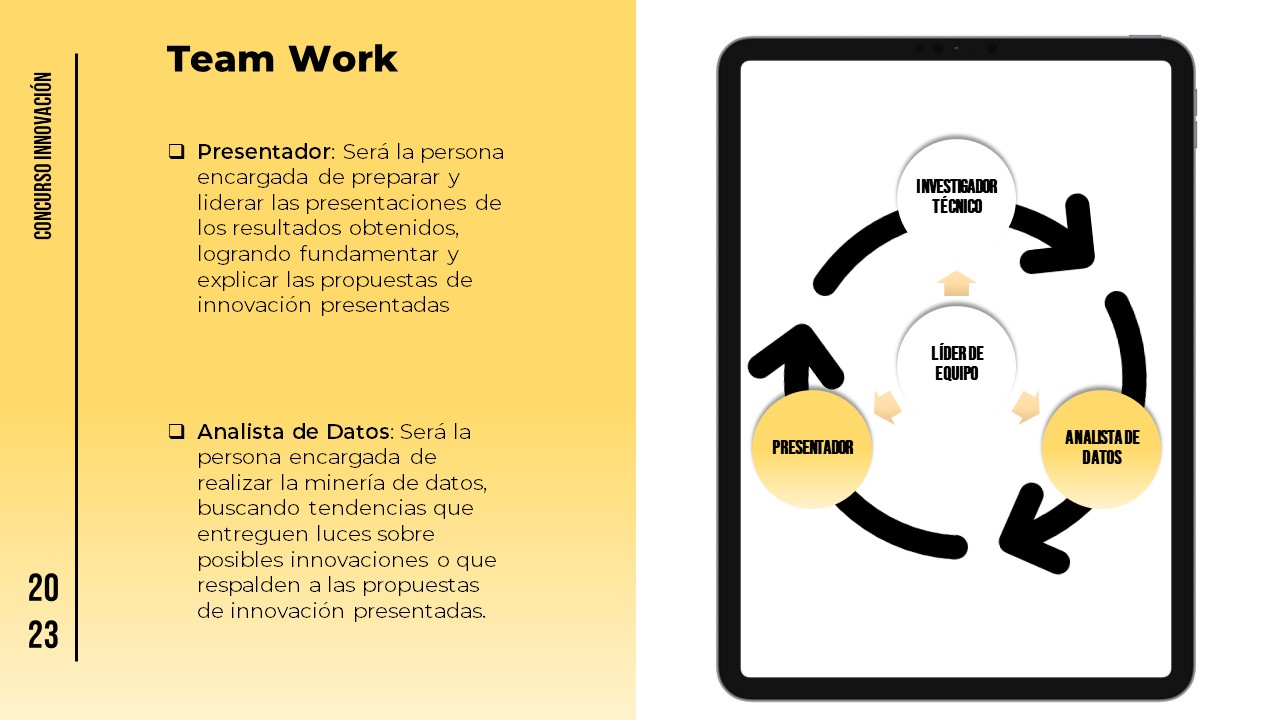 CONCURSO INNOVACIÓN
20
23
Team Work
❑ Presentador: Será la persona
encargada de preparar y
liderar las presentaciones de
los resultados obtenidos,
logrando fundamentar y
explicar las propuestas de
innovación presentadas
❑ Analista de Datos: Será la
persona encargada de
realizar la minería de datos,
buscando tendencias que
entreguen luces sobre
posibles innovaciones o que
respalden a las propuestas
de innovación presentadas.
INVESTIGADOR
TÉCNICO
LÍDER DE
EQUIPO
PRESENTADOR
ANALISTA DE
DATOS